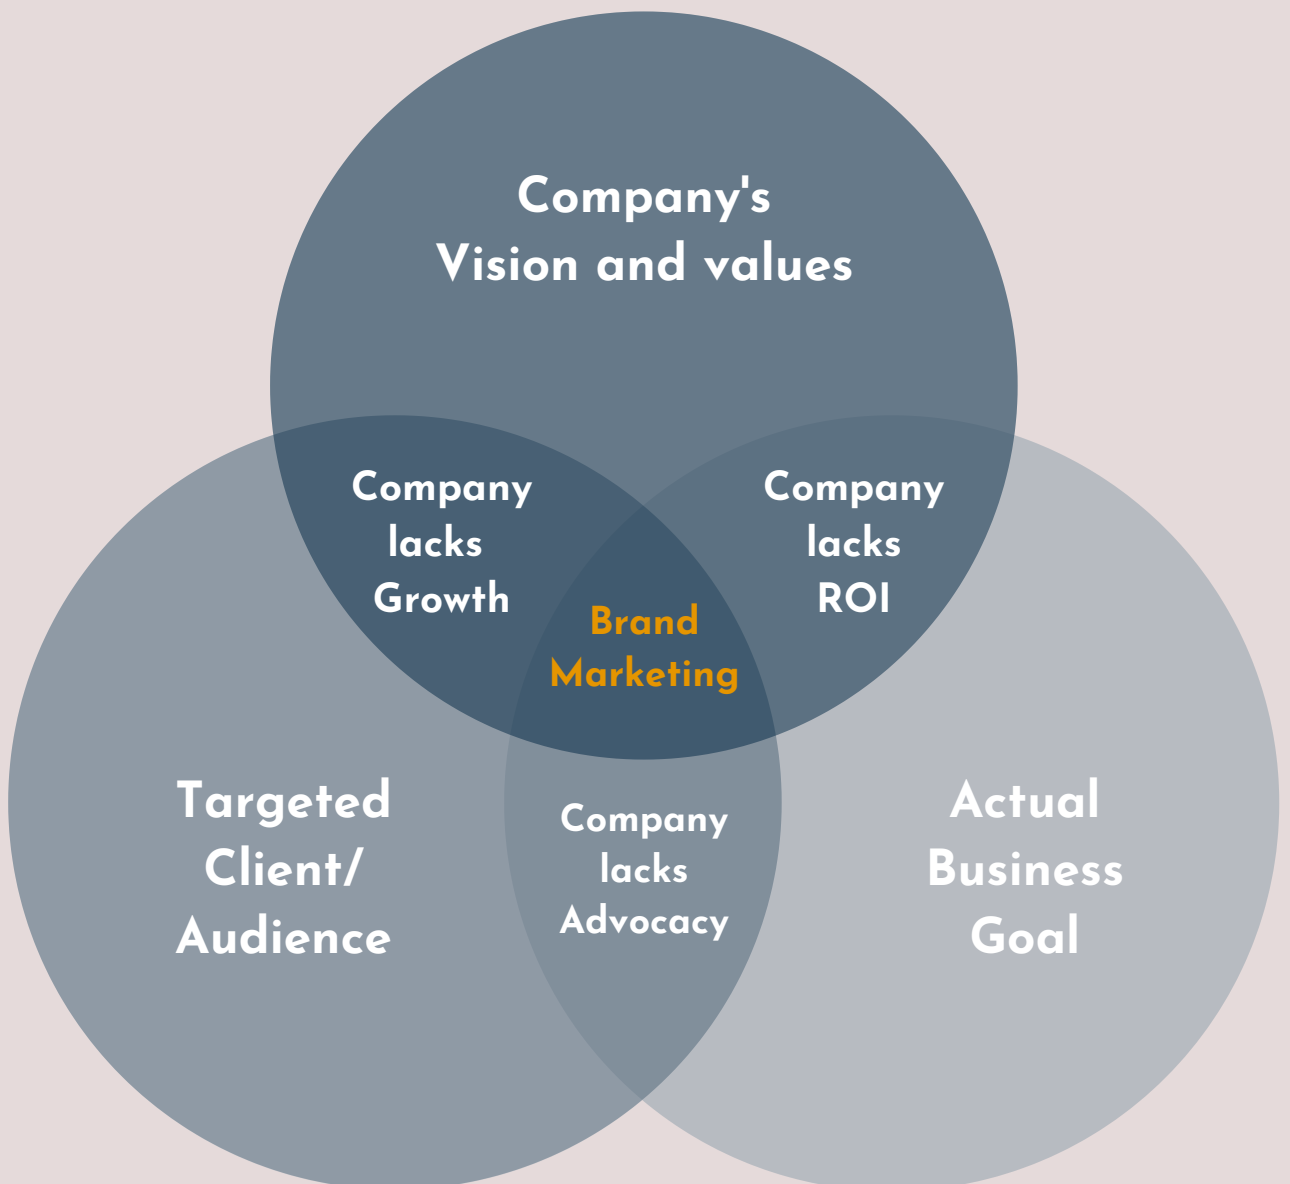 Company's
Vision and values
Company
lacks
Growth
Company
lacks
ROI
Brand
Marketing
Targeted
Client/
Audience
Company
lacks
Advocacy
Actual
Business
Goal